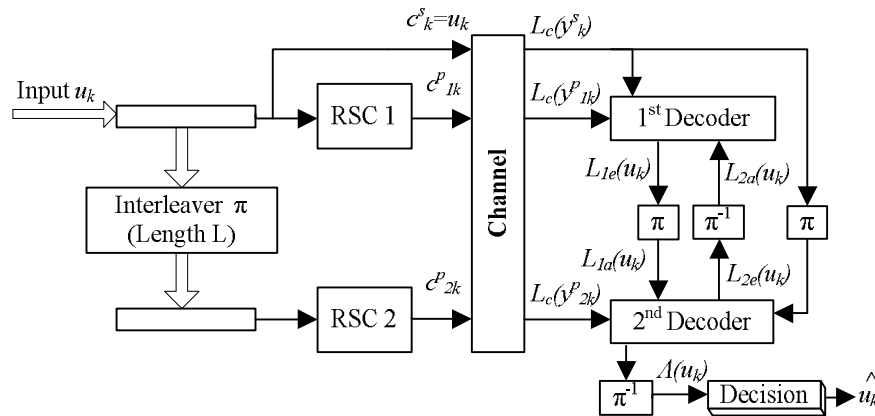 c^s_k=u_k
L_c(y^s_k)
Input u_k
c^p_1k
L_c(y^p_1k)
RSC 1
1^st Decoder
L_1e(u_k)
L_2a(u_k)
Interleaver π
(Length L)
Channel
π
π^-1
π
L_1a(u_k)
L_2e(u_k)
c^p_2k
L_c(y^p_2k)
RSC 2
2^nd Decoder
π^-1
Λ(u_k)
Decision
û_k